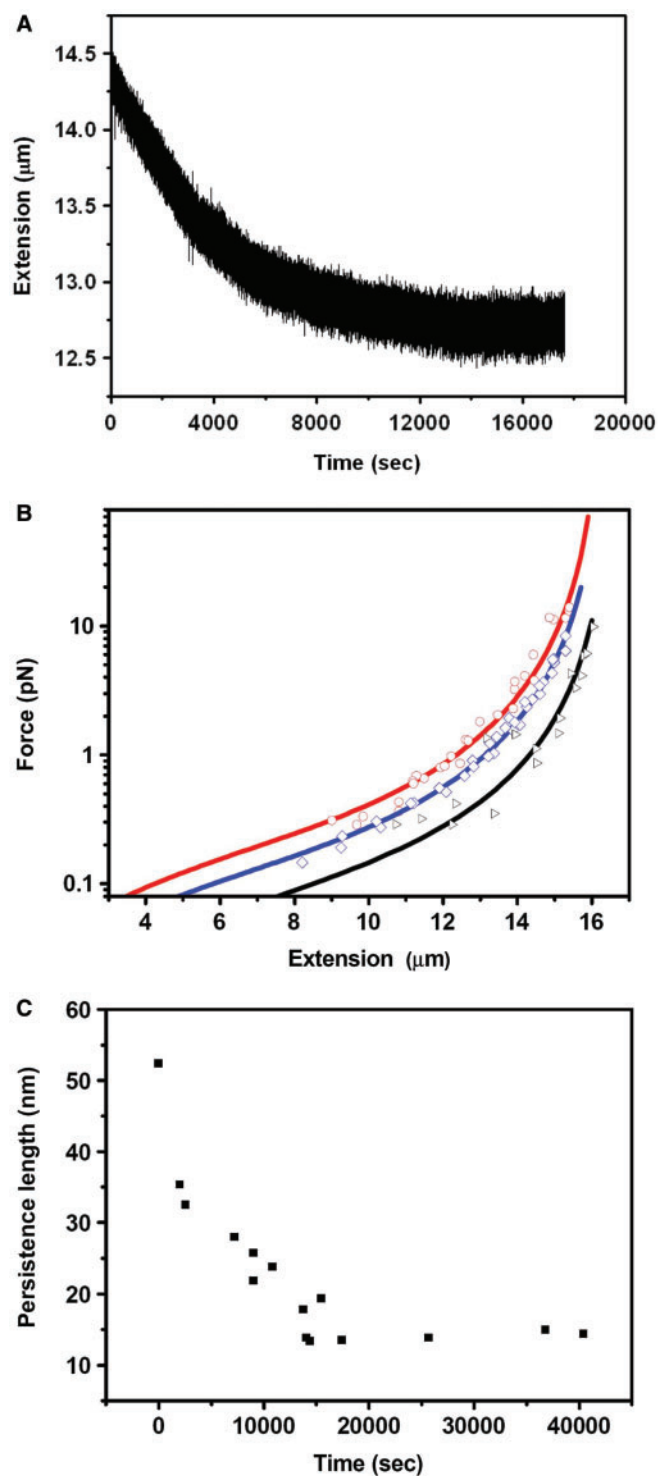 A
14.5
14.0
13.5
13.0
12.5
Extension (μm)
0 4000 8000 12000 16000 20000
Time (sec)
B
10
1
0.1
Force (pN)
4 6 8 10 12 14 16
Extension (μm)
C
60
50
40
30
20
10
Persistence length (nm)
0 10000 20000 30000 40000
Time (sec)